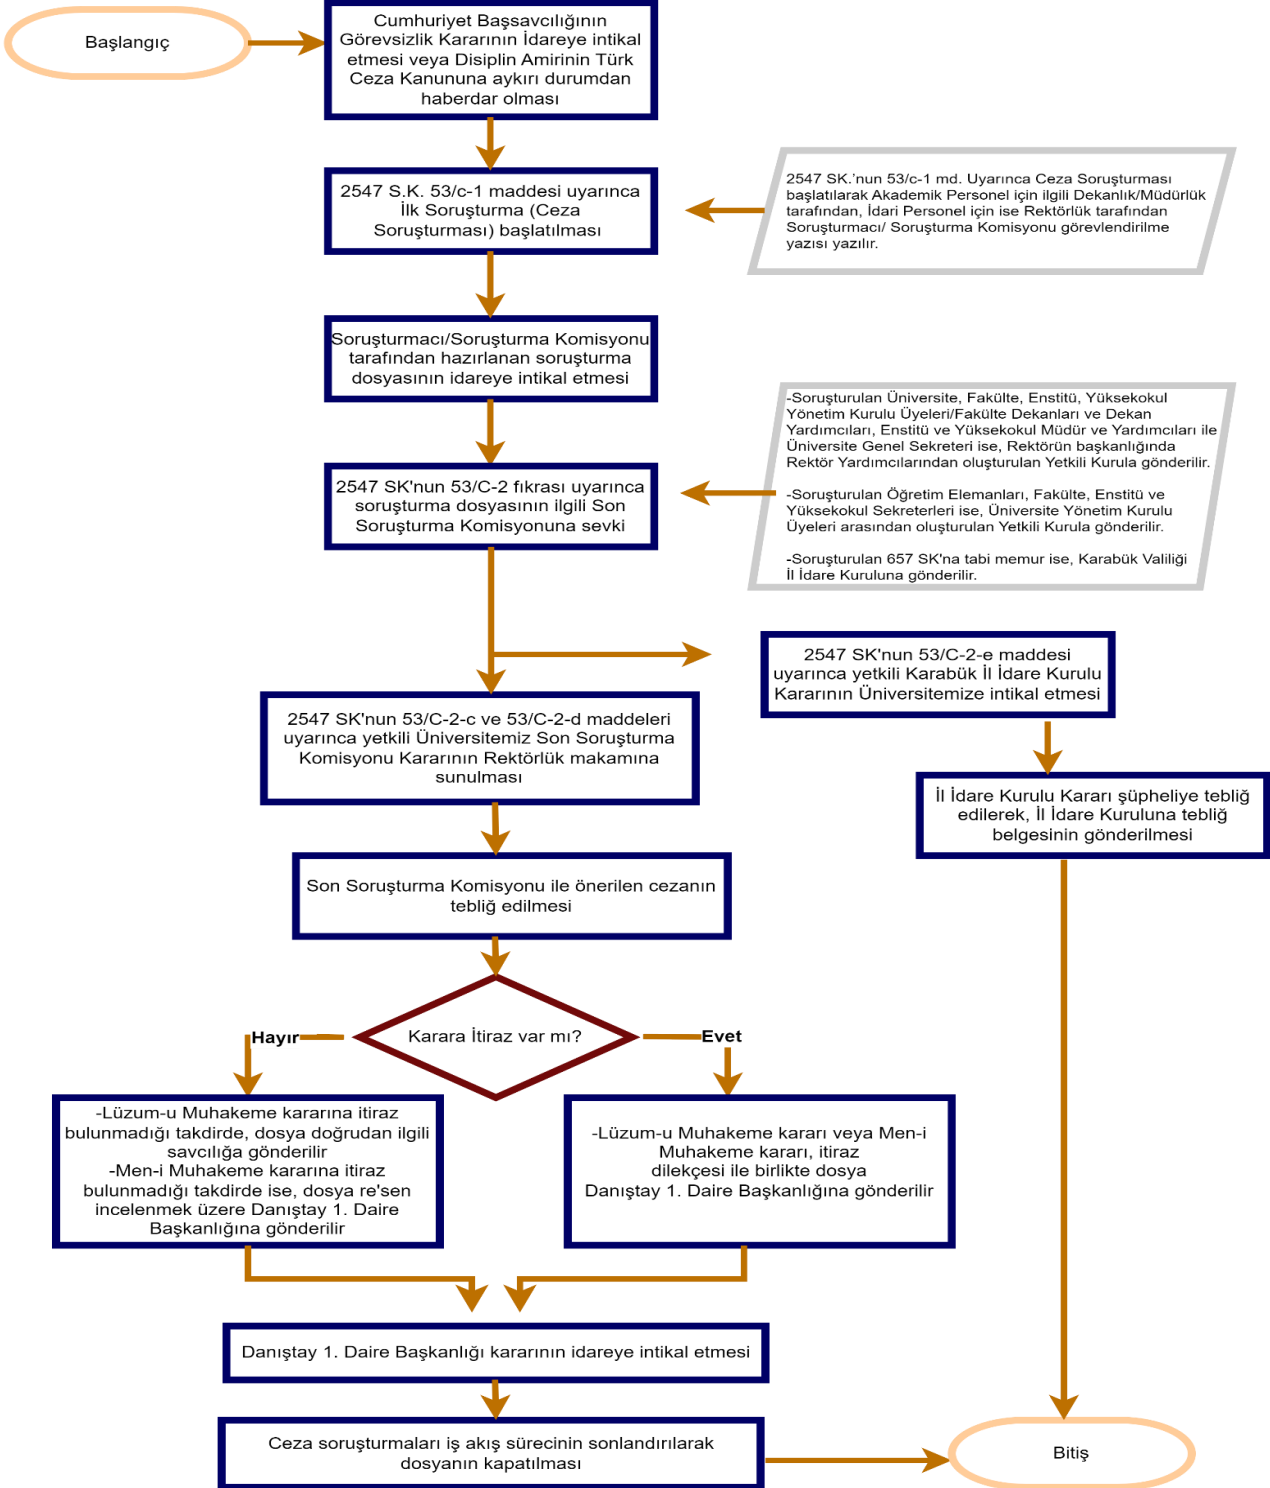 Başlangıç
Cumhuriyet Başsavcılığının
Görevsizlik Kararının İdareye intikal
etmesi veya Disiplin Amirinin Türk
Ceza Kanununa aykırı durumdan
haberdar olması
2547 S.K. 53/c-1 maddesi uyarınca
İlk Soruşturma (Ceza
Soruşturması) başlatılması
2547 SK.'nun 53/c-1 md. Uyarınca Ceza Soruşturması
başlatılarak Akademik Personel için ilgili Dekanlık/Müdürlük
tarafından, İdari Personel için ise Rektörlük tarafından
Soruşturmacı/ Soruşturma Komisyonu görevlendirilme
yazısı yazılır.
Soruşturmacı/Soruşturma Komisyonu
tarafından hazırlanan soruşturma
dosyasının idareye intikal etmesi
2547 SK'nun 53/C-2 fıkrası uyarınca
soruşturma dosyasının ilgili Son
Soruşturma Komisyonuna sevki
-Soruşturulan Üniversite, Fakülte, Enstitü, Yüksekokul
Yönetim Kurulu Üyeleri/Fakülte Dekanları ve Dekan
Yardımcıları, Enstitü ve Yüksekokul Müdür ve Yardımcıları ile
Üniversite Genel Sekreteri ise, Rektörün başkanlığında
Rektör Yardımcılarından oluşturulan Yetkili Kurula gönderilir.
-Soruşturulan Öğretim Elemanları, Fakülte, Enstitü ve
Yüksekokul Sekreterleri ise, Üniversite Yönetim Kurulu
Üyeleri arasından oluşturulan Yetkili Kurula gönderilir.
-Soruşturulan 657 SK'na tabi memur ise, Karabük Valiliği
İl İdare Kuruluna gönderilir.
2547 SK'nun 53/C-2-e maddesi
uyarınca yetkili Karabük İl İdare Kurulu
Kararının Üniversitemize intikal etmesi
2547 SK'nun 53/C-2-c ve 53/C-2-d maddeleri
uyarınca yetkili Üniversitemiz Son Soruşturma
Komisyonu Kararının Rektörlük makamına
sunulması
İl İdare Kurulu Kararı şüpheliye tebliğ
edilerek, İl İdare Kuruluna tebliğ
belgesinin gönderilmesi
Son Soruşturma Komisyonu ile önerilen cezanın
tebliğ edilmesi
Karara İtiraz var mı?
Hayır
Evet
-Lüzum-u Muhakeme kararına itiraz
bulunmadığı takdirde, dosya doğrudan ilgili
savcılığa gönderilir
-Men-i Muhakeme kararına itiraz
bulunmadığı takdirde ise, dosya re'sen
incelenmek üzere Danıştay 1. Daire
Başkanlığına gönderilir
-Lüzum-u Muhakeme kararı veya Men-i
Muhakeme kararı, itiraz
dilekçesi ile birlikte dosya
Danıştay 1. Daire Başkanlığına gönderilir
Danıştay 1. Daire Başkanlığı kararının idareye intikal etmesi
Ceza soruşturmaları iş akış sürecinin sonlandırılarak
dosyanın kapatılması
Bitiş